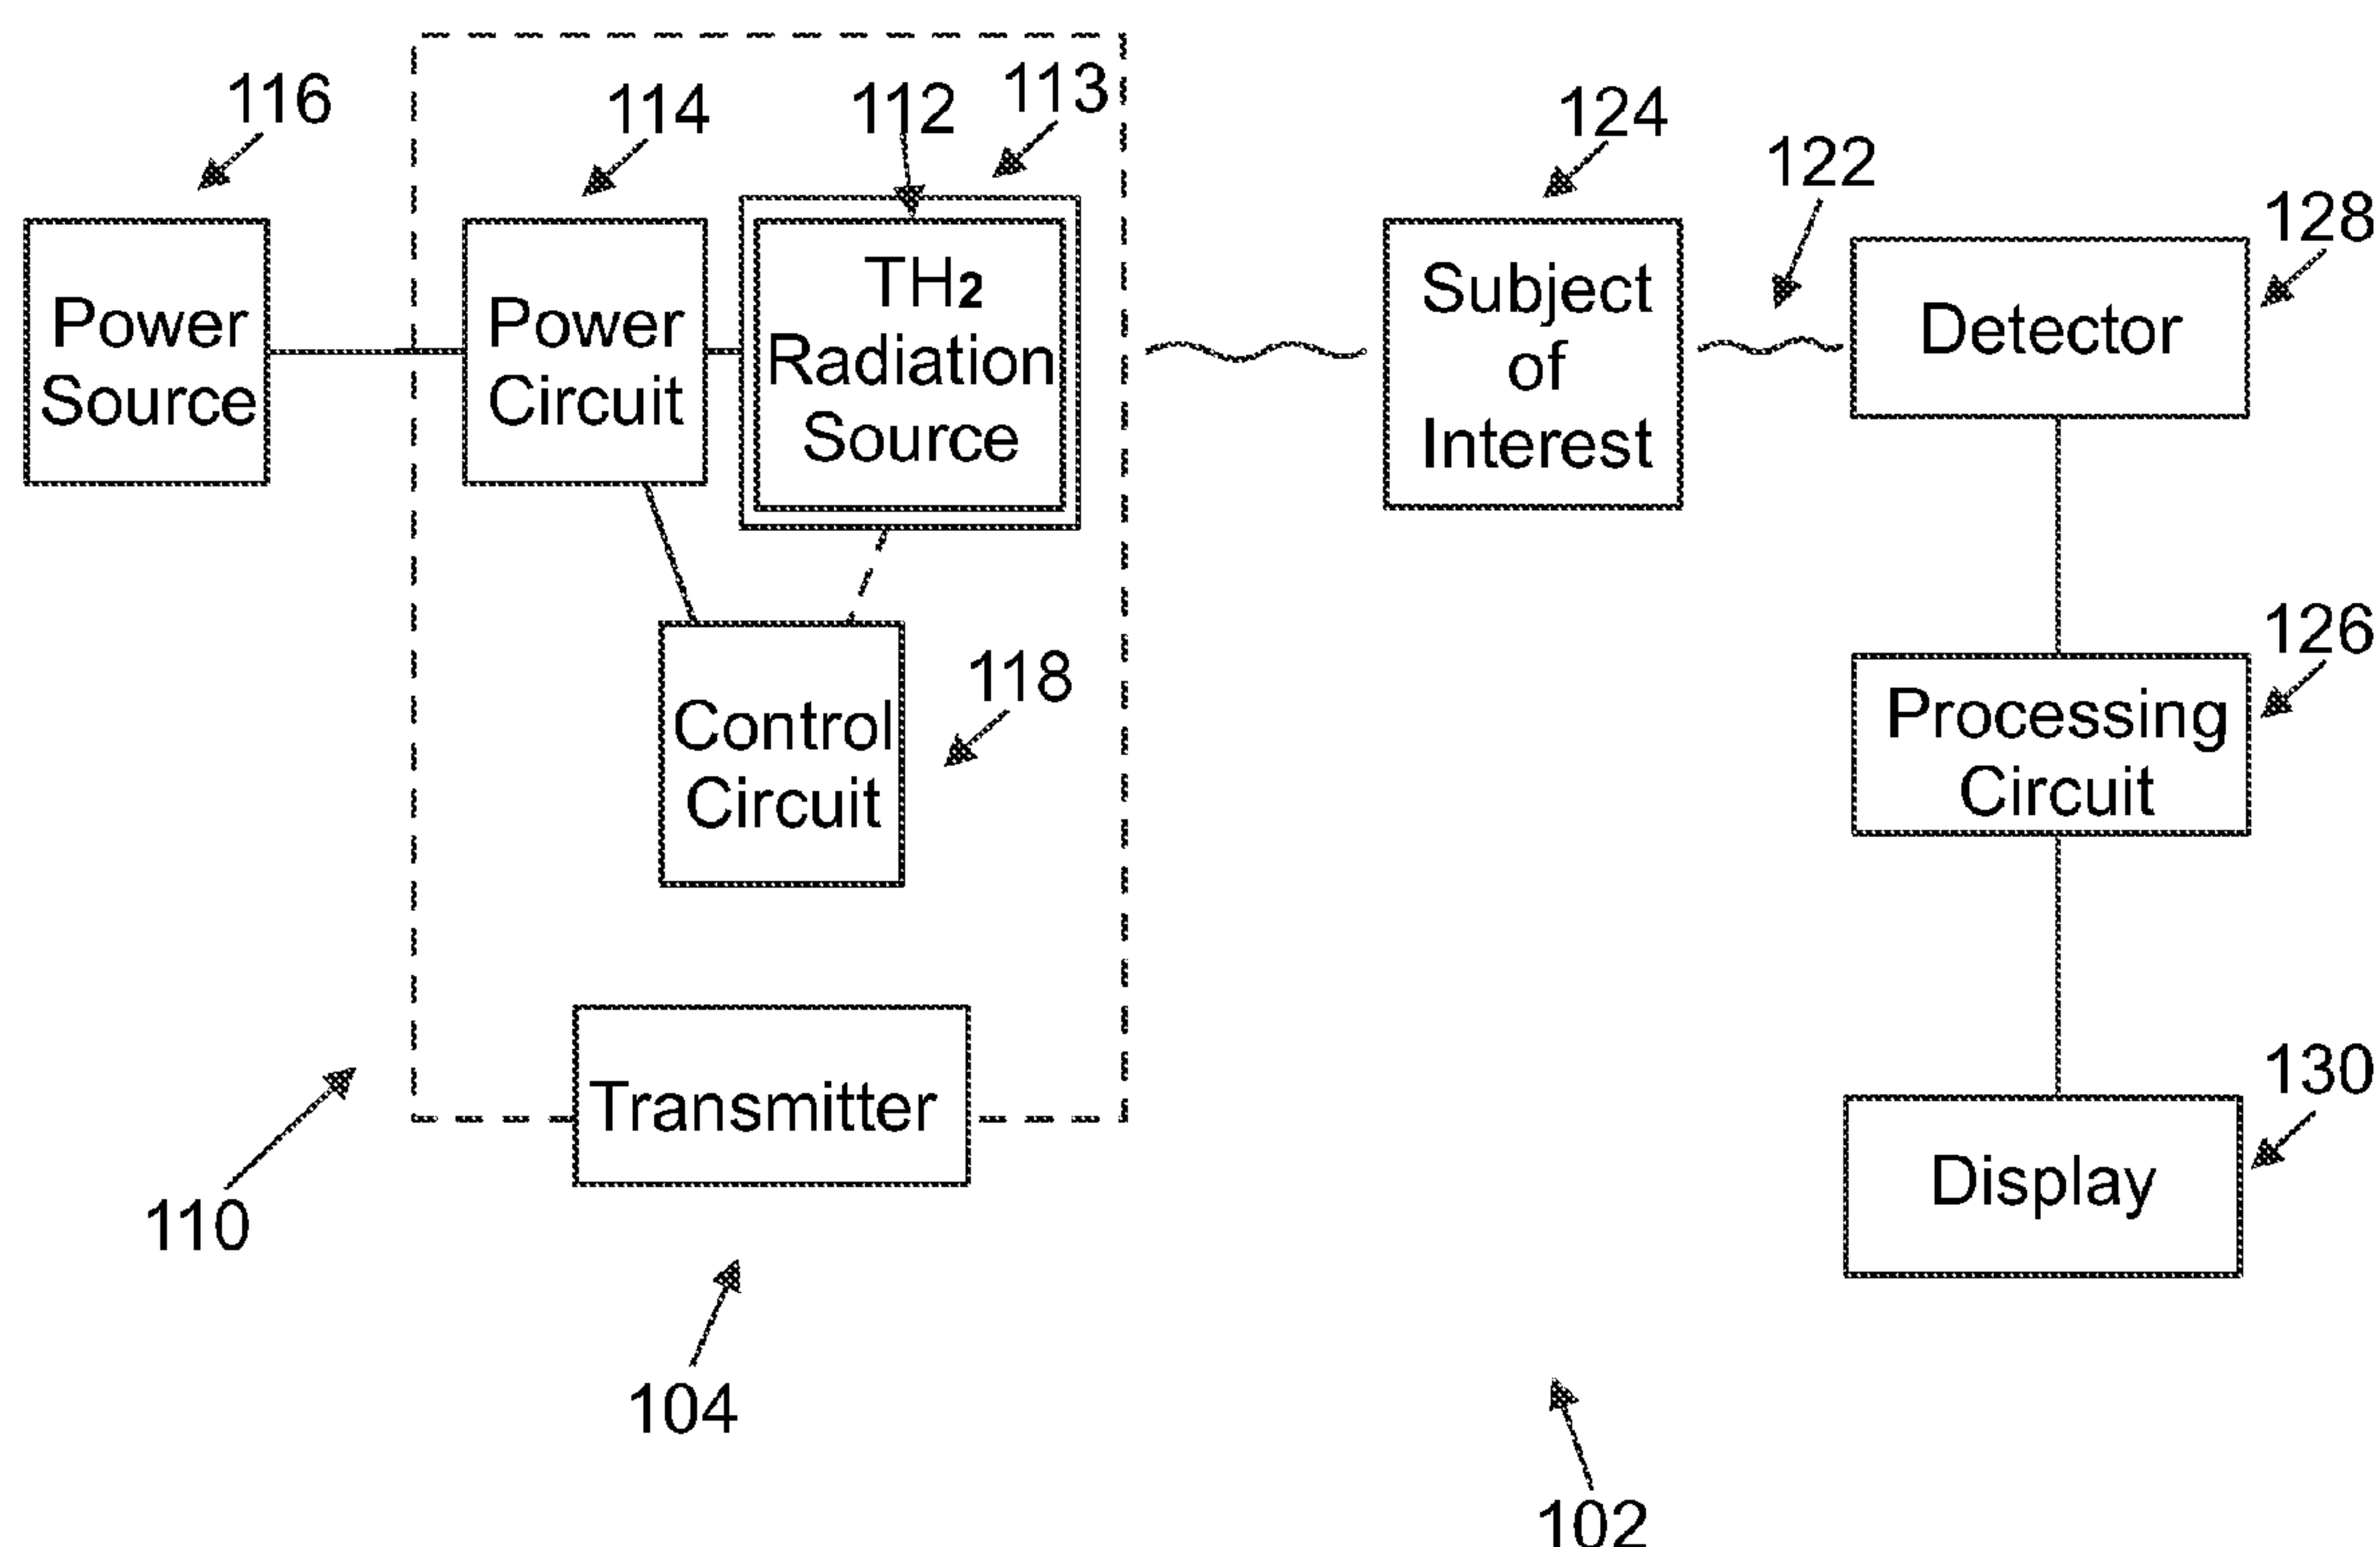 116
114
112
113
124
122
128
Power
Source
Power
Circuit
TH2
Radiation
Source
Subject
of
Interest
Detector
118
Control
Circuit
126
Processing
Circuit
Transmitter
130
Display
110
104
102